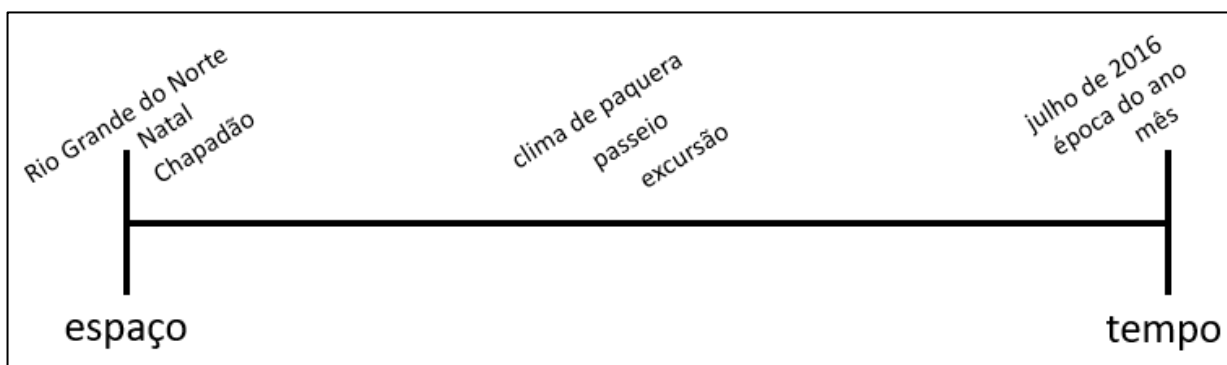 Rio Grande do Norte
Natal
Chapadão
clima de paquera
passeio
excursão
julho de 2016
época do ano
mês
espaço
tempo